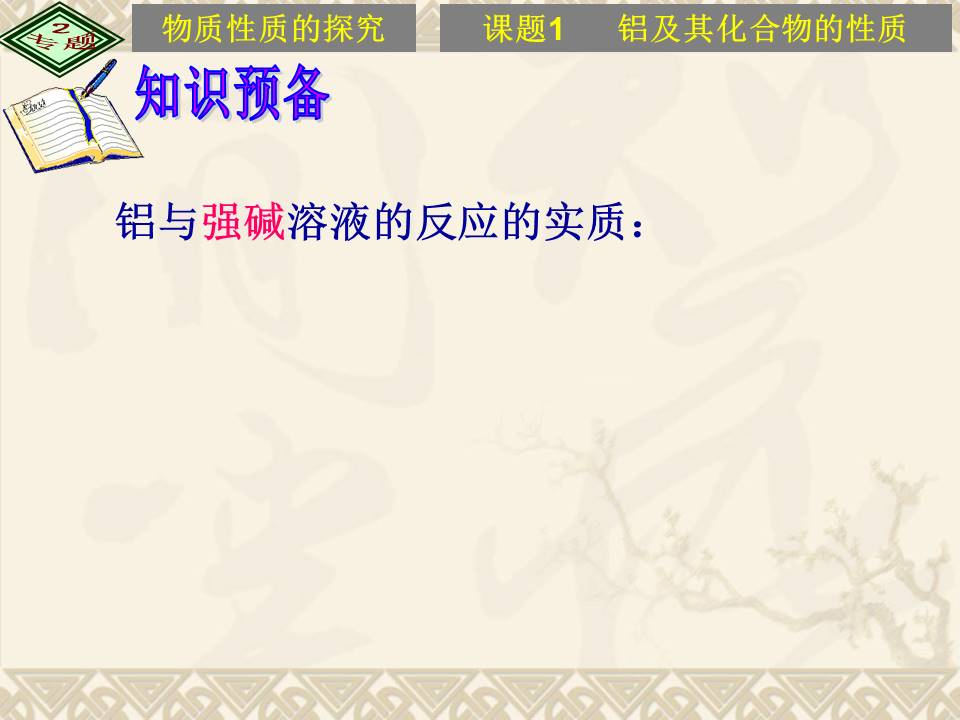 2
专题
物质性质的探究
课题1 铝及其化合物的性质
知识预备
铝与强碱溶液的反应的实质：